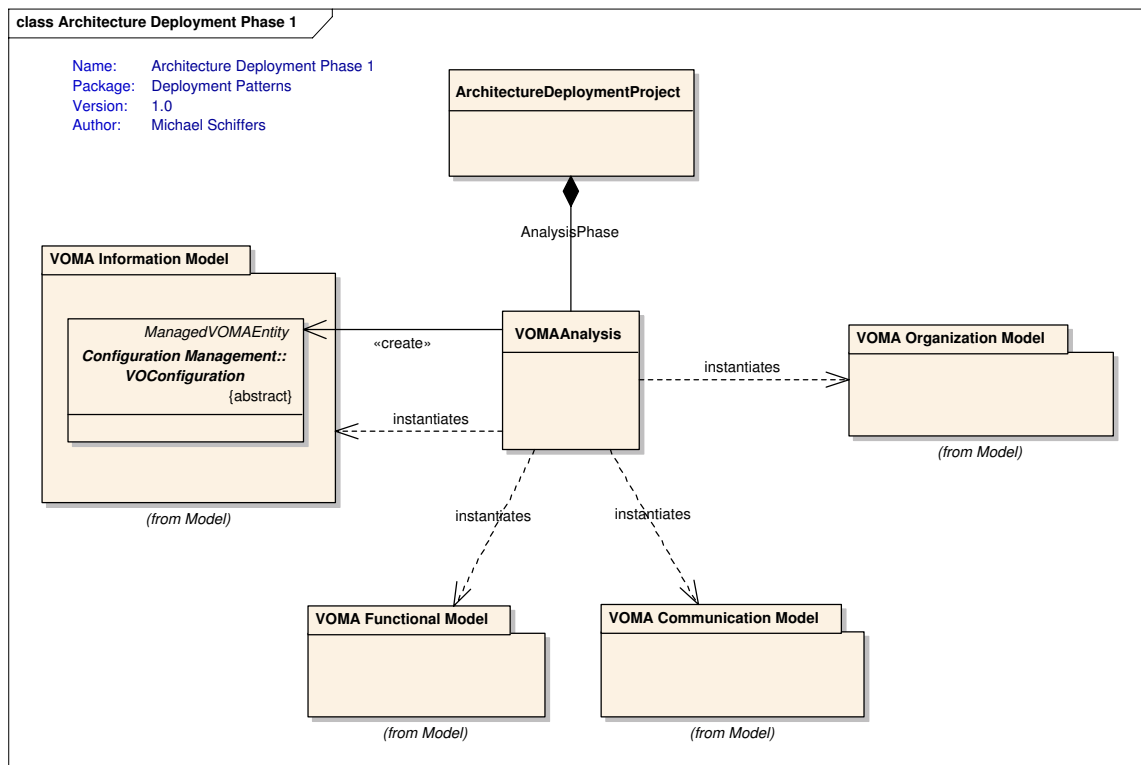 class Architecture Deployment Phase 1
Name: Architecture Deployment Phase 1
Package: Deployment Patterns
Version: 1.0
Author: Michael Schiffers
ArchitectureDeploymentProject
AnalysisPhase
VOMA Information Model
ManagedVOMAEntity
Configuration Management::
VOConfiguration
{abstract}
(from Model)
«create»
instantiates
VOMAAnalysis
instantiates
VOMA Organization Model
(from Model)
instantiates
instantiates
VOMA Functional Model
(from Model)
VOMA Communication Model
(from Model)